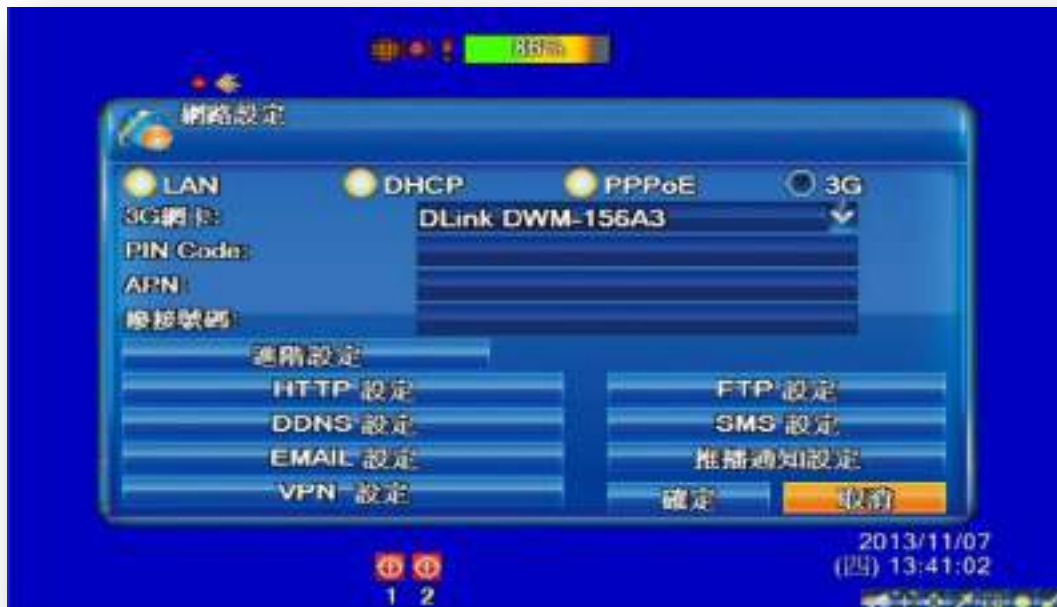 86%
網路設定
LAN DHCP PPPoE 3G
3G網卡: DLink DWM-156A3
PIN Code:
APN:
撥接號碼:
進階設定
HTTP 設定 FTP 設定
DDNS 設定 SMS 設定
EMAIL 設定 推播通知設定
VPN 設定 確定 取消
2013/11/07
(四) 13:41:02
1 2